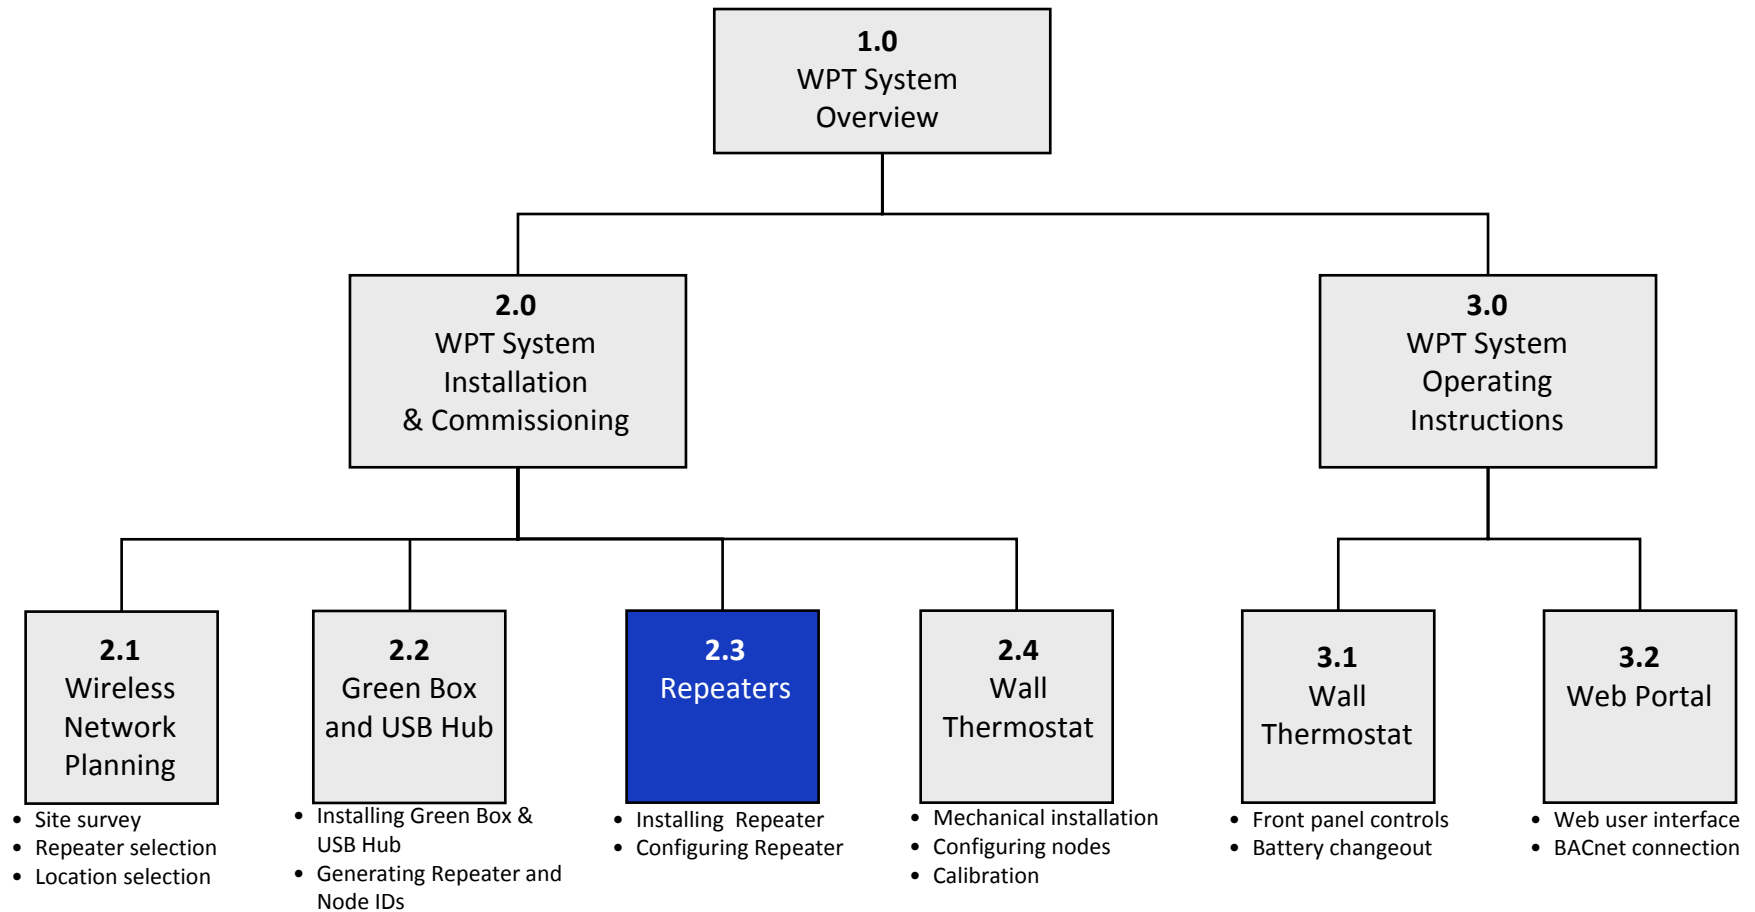 1.0
WPT System
Overview
2.0
WPT System
Installation
& Commissioning
3.0
WPT System
Operating
Instructions
2.1
Wireless
Network
Planning
• Site survey
• Repeater selection
• Location selection
2.2
Green Box
and USB Hub
• Installing Green Box &
USB Hub
• Generating Repeater and
Node IDs
2.3
Repeaters
• Installing Repeater
• Configuring Repeater
2.4
Wall
Thermostat
• Mechanical installation
• Configuring nodes
• Calibration
3.1
Wall
Thermostat
• Front panel controls
• Battery changeout
3.2
Web Portal
• Web user interface
• BACnet connection